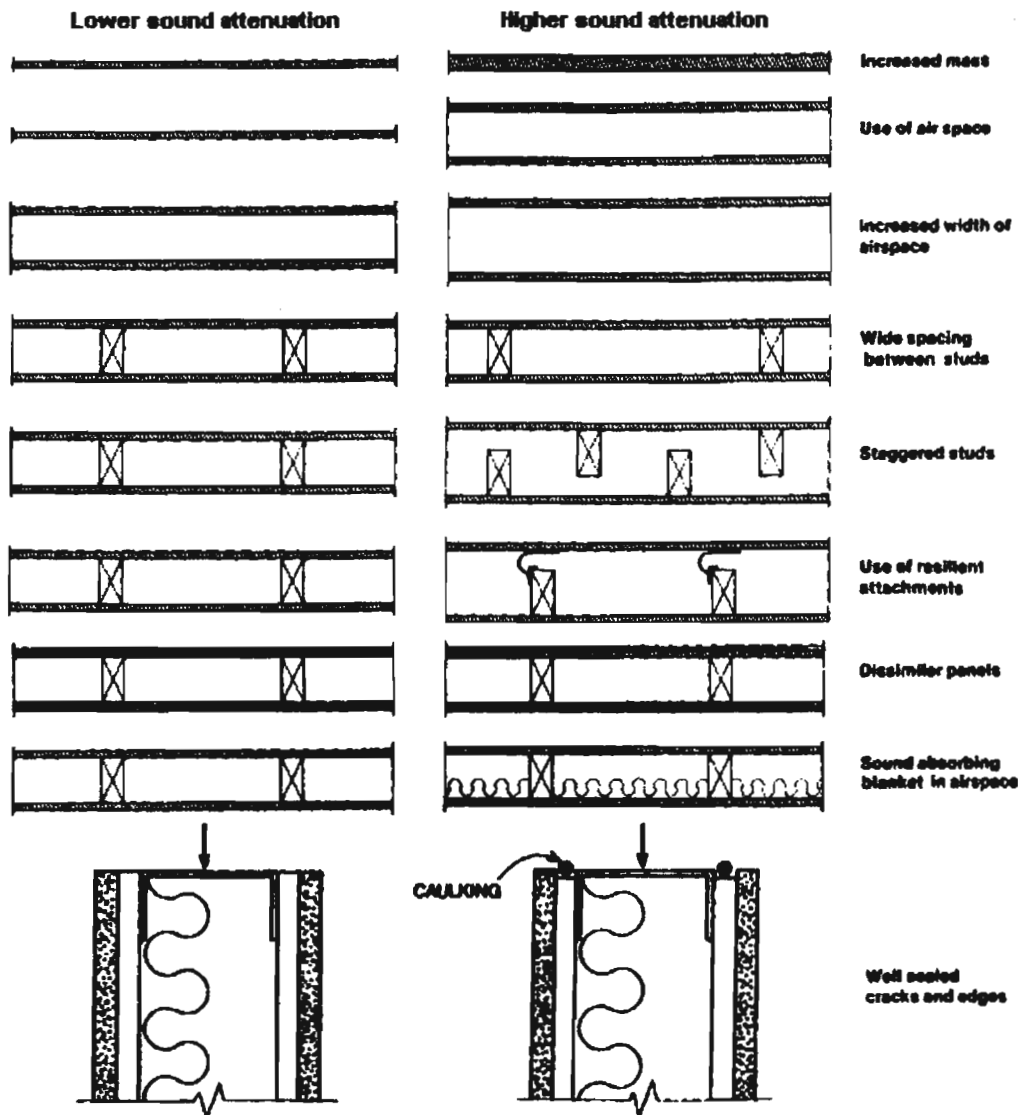 Lower sound attenuation
Higher sound attenuation
Increased mass
Use of air space
Increased width of
airspace
Wide spacing
between studs
Staggered studs
Use of resilient
attachments
Dissimilar panels
Sound absorbing
blanket in airspace
CAULKING
Well sealed
cracks and edges